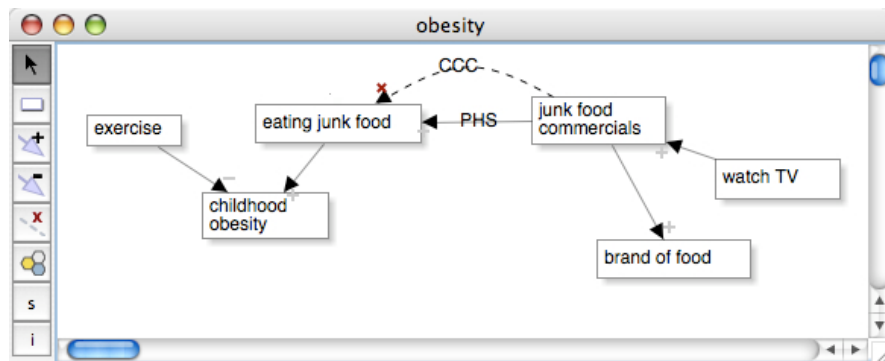 obesity
CCC
x
exercise
eating junk food
+
PHS
junk food
commercials
+
watch TV
–
childhood
obesity
+
+
brand of food
+
-
x
s
i